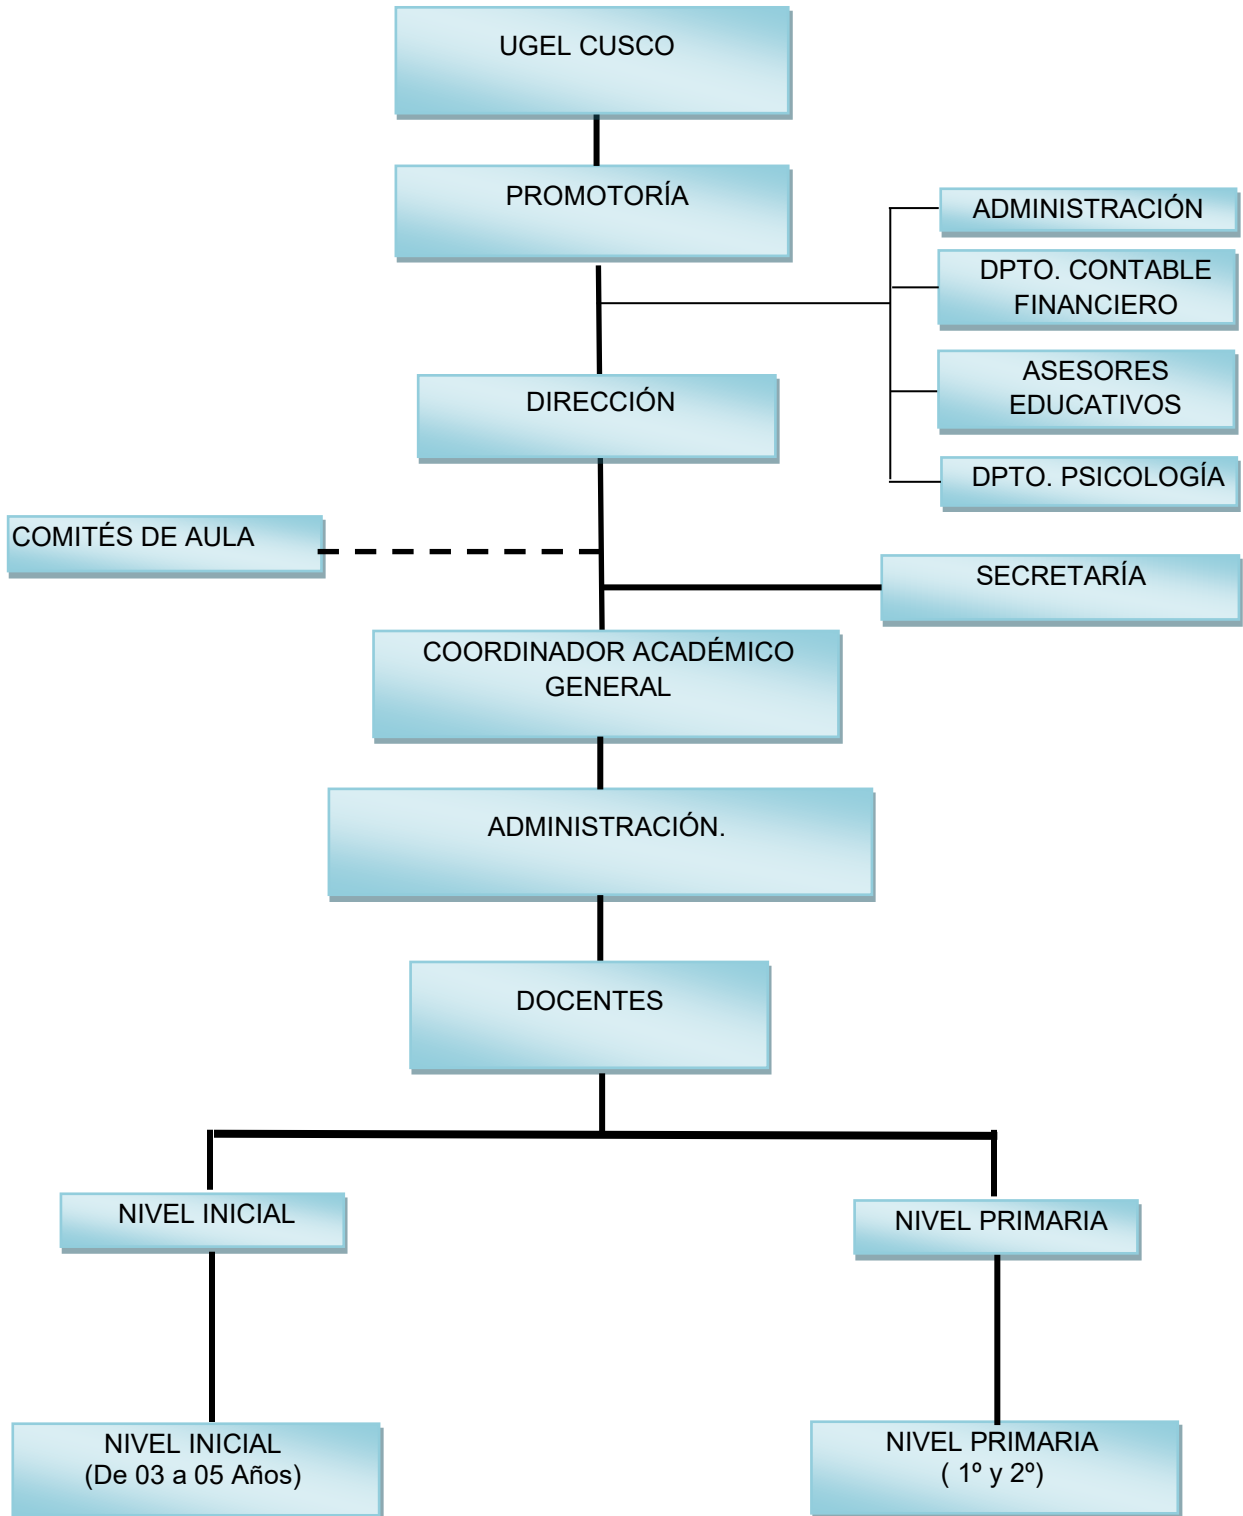 UGEL CUSCO
PROMOTORÍA
ADMINISTRACIÓN
DPTO. CONTABLE
FINANCIERO
ASESORES
EDUCATIVOS
DIRECCIÓN
DPTO. PSICOLOGÍA
COMITÉS DE AULA
SECRETARÍA
COORDINADOR ACADÉMICO
GENERAL
ADMINISTRACIÓN.
DOCENTES
NIVEL INICIAL
NIVEL PRIMARIA
NIVEL INICIAL
(De 03 a 05 Años)
NIVEL PRIMARIA
( 1º y 2º)